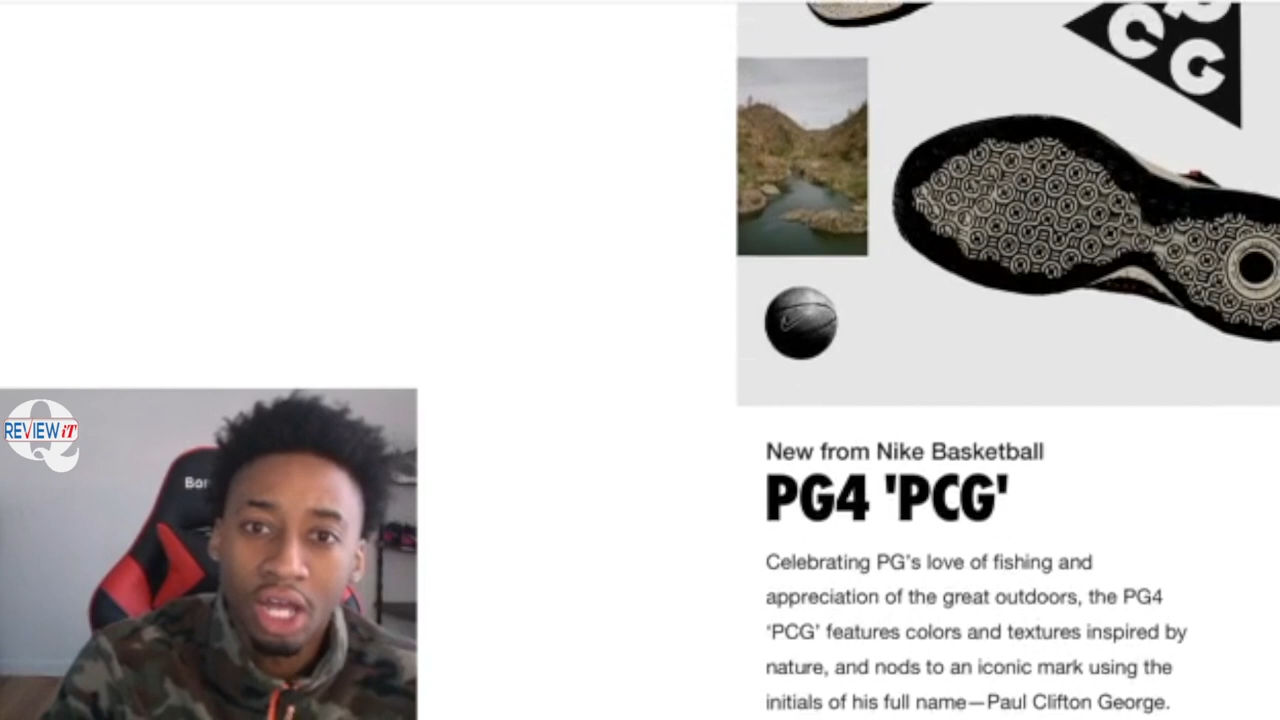 C
G
REVIEW iT
New from Nike Basketball
PG4 'PCG'
Celebrating PG's love of fishing and
appreciation of the great outdoors, the PG4
'PCG' features colors and textures inspired by
nature, and nods to an iconic mark using the
initials of his full name—Paul Clifton George.